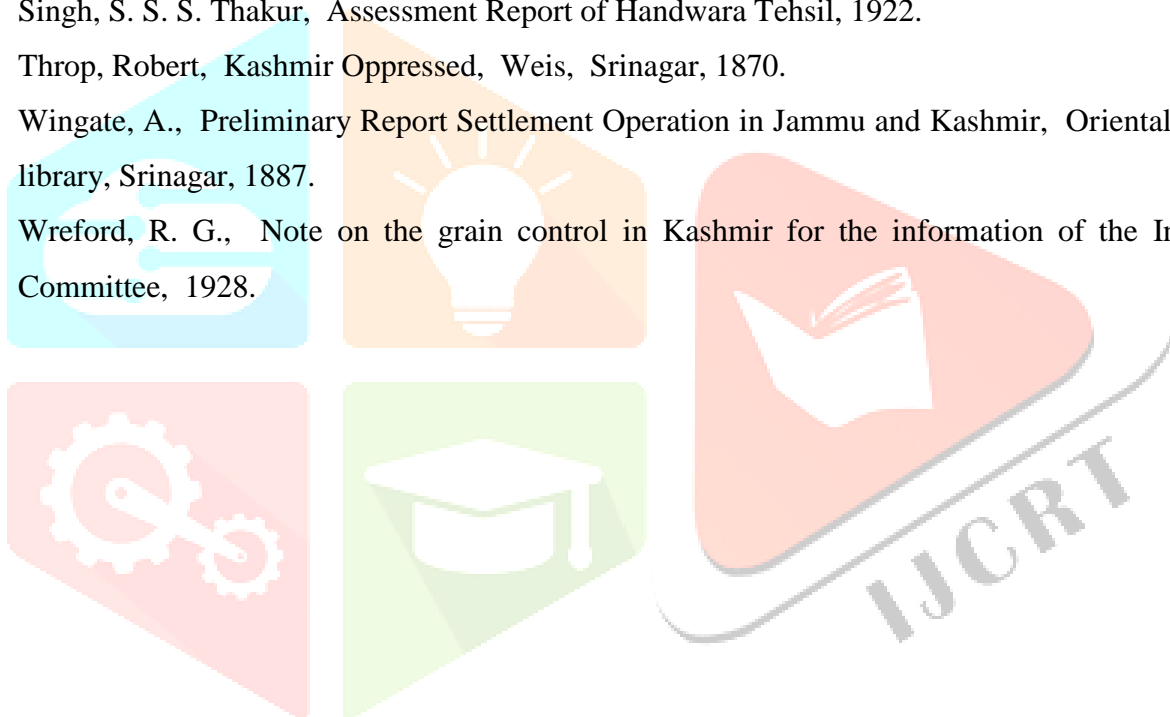 Singh, S. S. S. Thakur, Assessment Report of Handwara Tehsil, 1922.
Throp, Robert, Kashmir Oppressed, Weis, Srinagar, 1870.
Wingate, A., Preliminary Report Settlement Operation in Jammu and Kashmir, Oriental
library, Srinagar, 1887.
Wreford, R. G., Note on the grain control in Kashmir for the information of the
Committee, 1928.
IJCRT